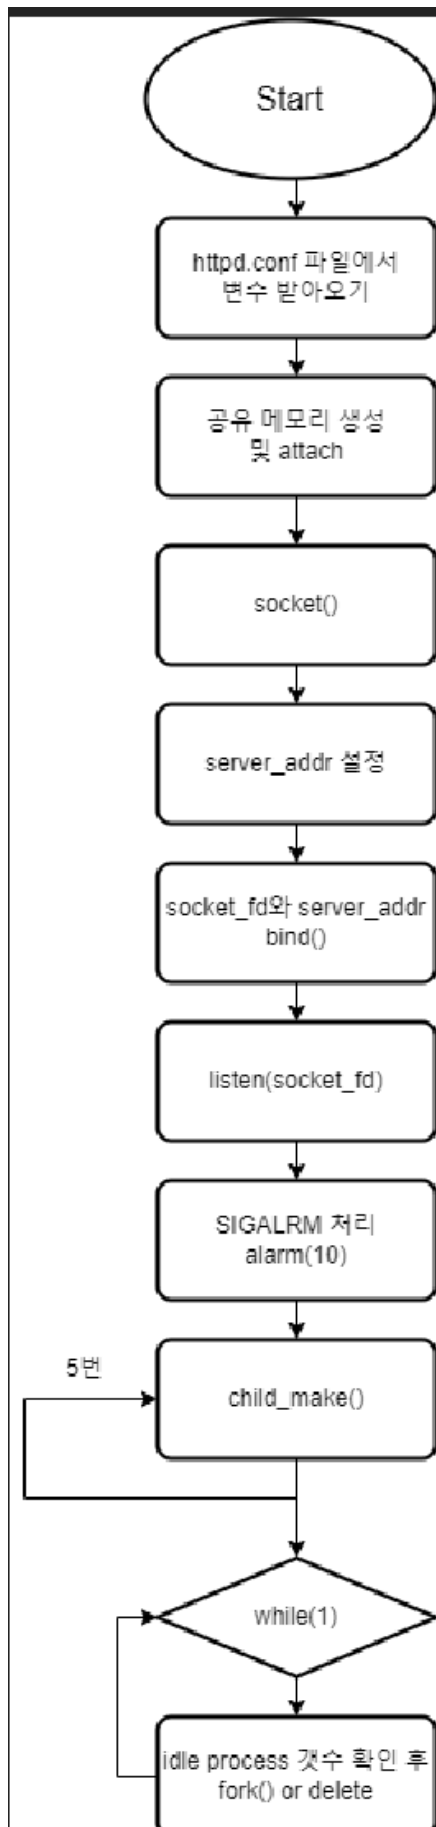 Start
httpd.conf 파일에서
변수 받아오기
공유 메모리 생성
및 attach
socket()
server_addr 설정
socket_fd와 server_addr
bind()
listen(socket_fd)
SIGALRM 처리
alarm(10)
5번
child_make()
while(1)
idle process 갯수 확인 후
fork() or delete